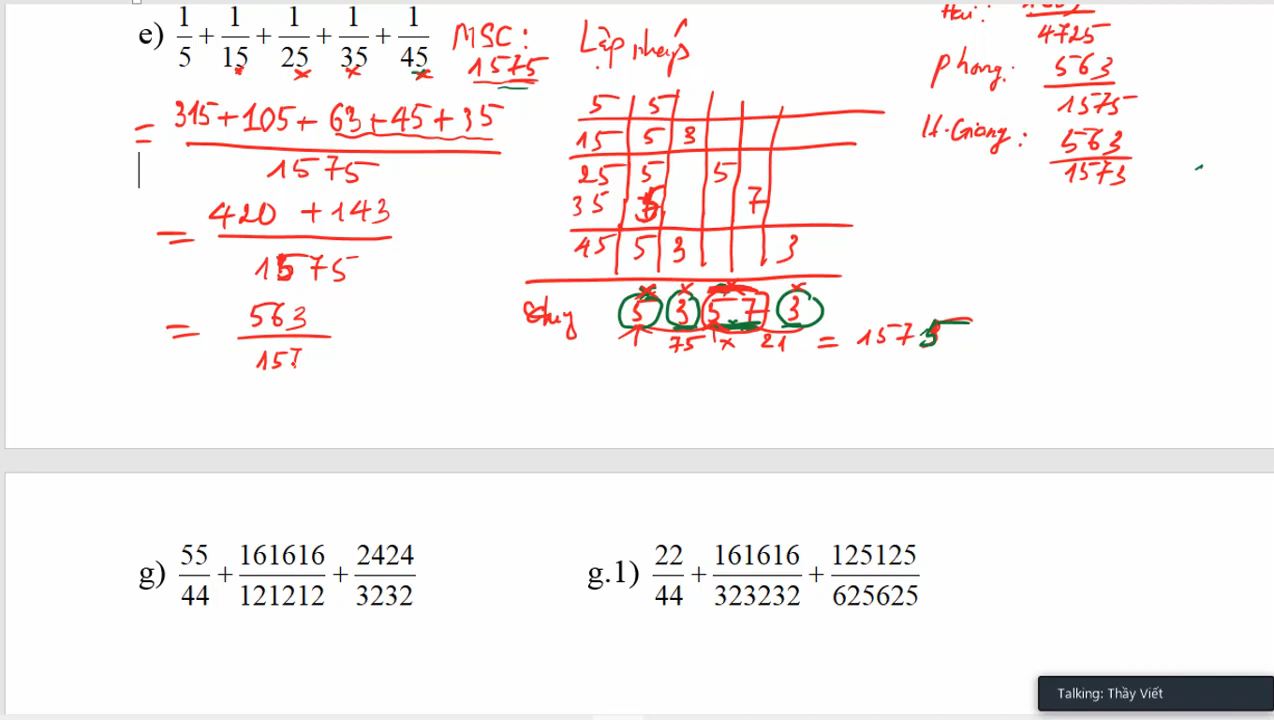 e) 1/5 + 1/15 + 1/25 + 1/35 + 1/45
MSC:
1575
= (315 + 105 + 63 + 45 + 35)/1575
= (420 + 143)/1575
= 563/157
Lập nháp
5 | 5
15 | 5 | 3
25 | 5 | | 5
35 | 5 | | | 7
45 | 5 | 3 | | | 3
5 3 5 7 3
75 x 21 = 1575
4725
phong: 563/1575
H.Giang: 563/1573
g) 55/44 + 161616/121212 + 2424/3232
g.1) 22/44 + 161616/323232 + 125125/625625
Talking: Thầy Viết